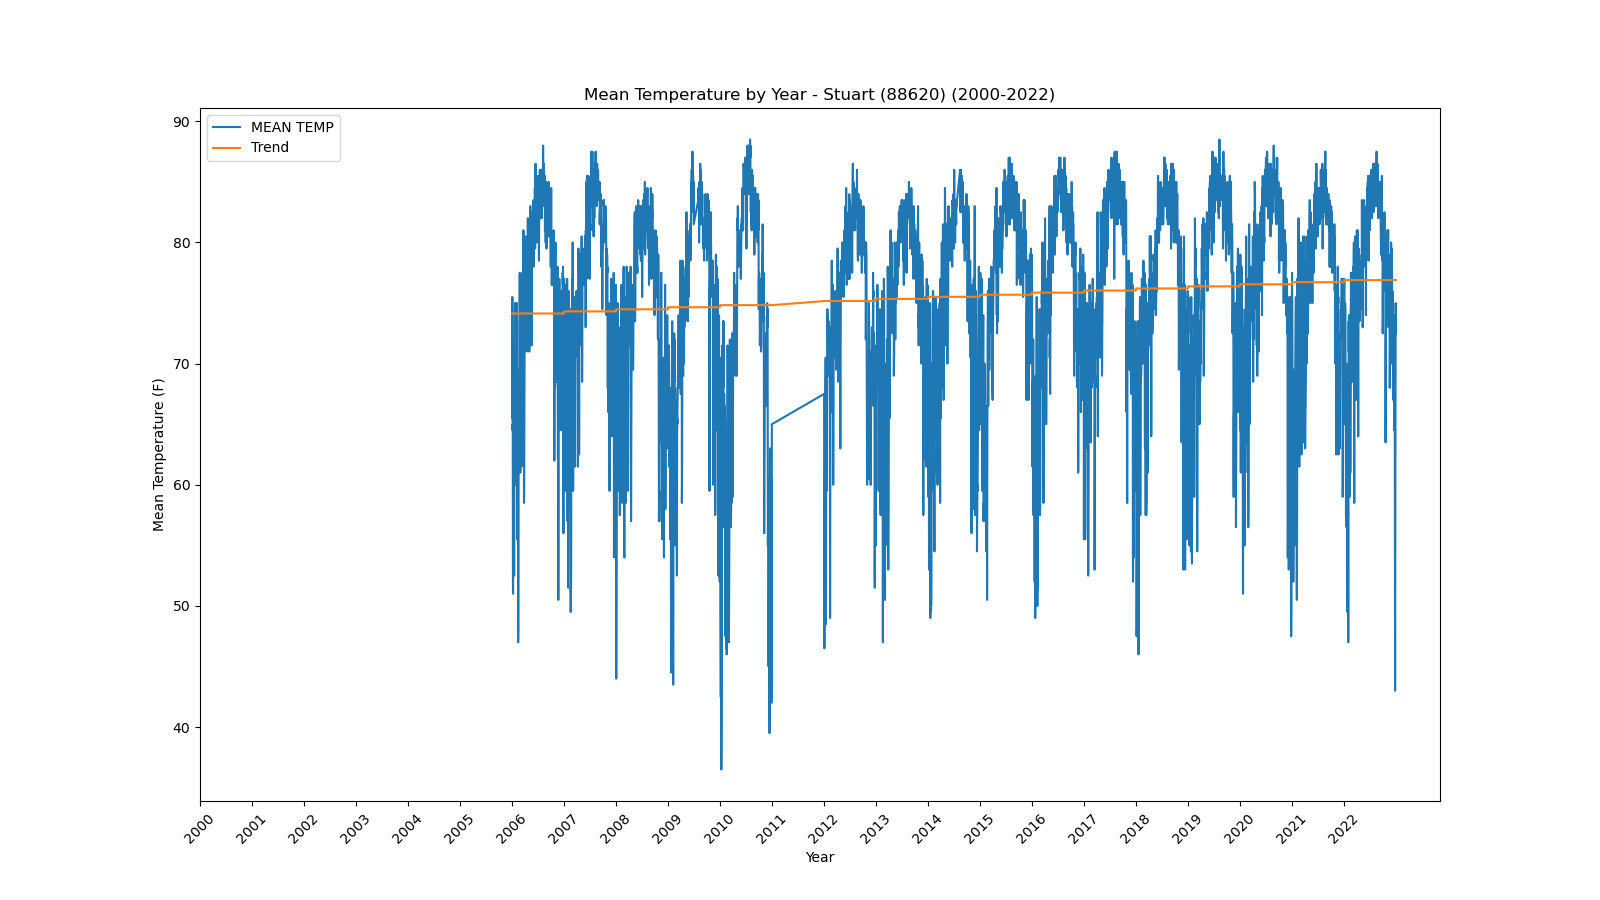 Mean Temperature by Year - Stuart (88620) (2000-2022)
MEAN TEMP
Trend
Mean Temperature (F)
90
80
70
60
50
40
2000 2001 2002 2003 2004 2005 2006 2007 2008 2009 2010 2011 2012 2013 2014 2015 2016 2017 2018 2019 2020 2021 2022
Year